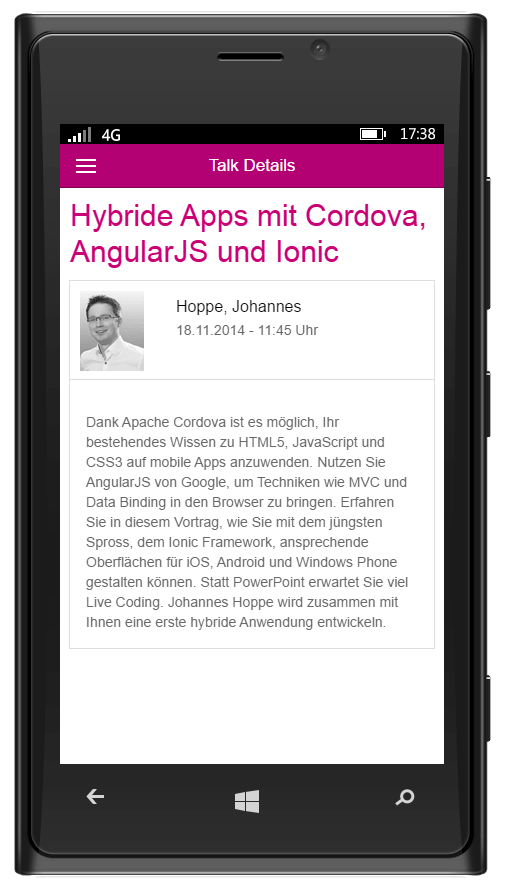 4G 17:38
Talk Details
Hybride Apps mit Cordova,
AngularJS und Ionic
Hoppe, Johannes
18.11.2014 - 11:45 Uhr
Dank Apache Cordova ist es möglich, Ihr
bestehendes Wissen zu HTML5, JavaScript und
CSS3 auf mobile Apps anzuwenden. Nutzen Sie
AngularJS von Google, um Techniken wie MVC und
Data Binding in den Browser zu bringen. Erfahren
Sie in diesem Vortrag, wie Sie mit dem jüngsten
Spross, dem Ionic Framework, ansprechende
Oberflächen für iOS, Android und Windows Phone
gestalten können. Statt PowerPoint erwartet Sie viel
Live Coding. Johannes Hoppe wird zusammen mit
Ihnen eine erste hybride Anwendung entwickeln.